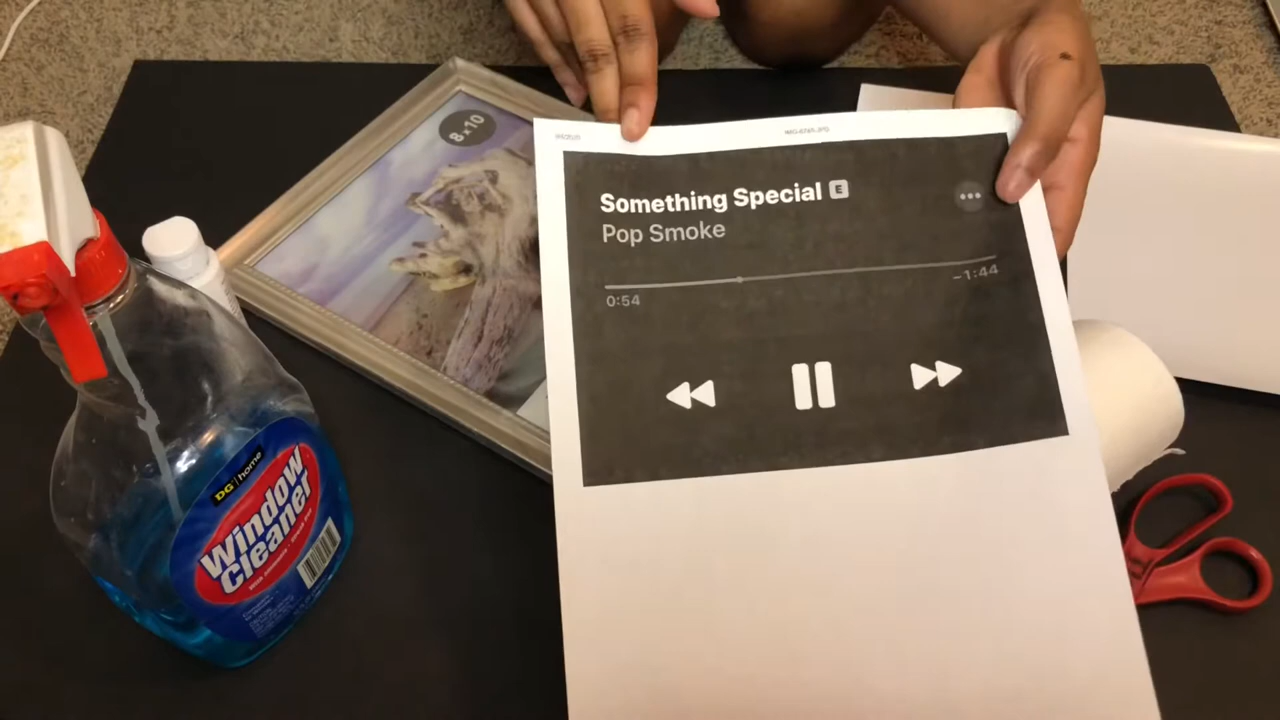 8x10
Something Special E
Pop Smoke
0:54
-1:44
DG home
Window
Cleaner